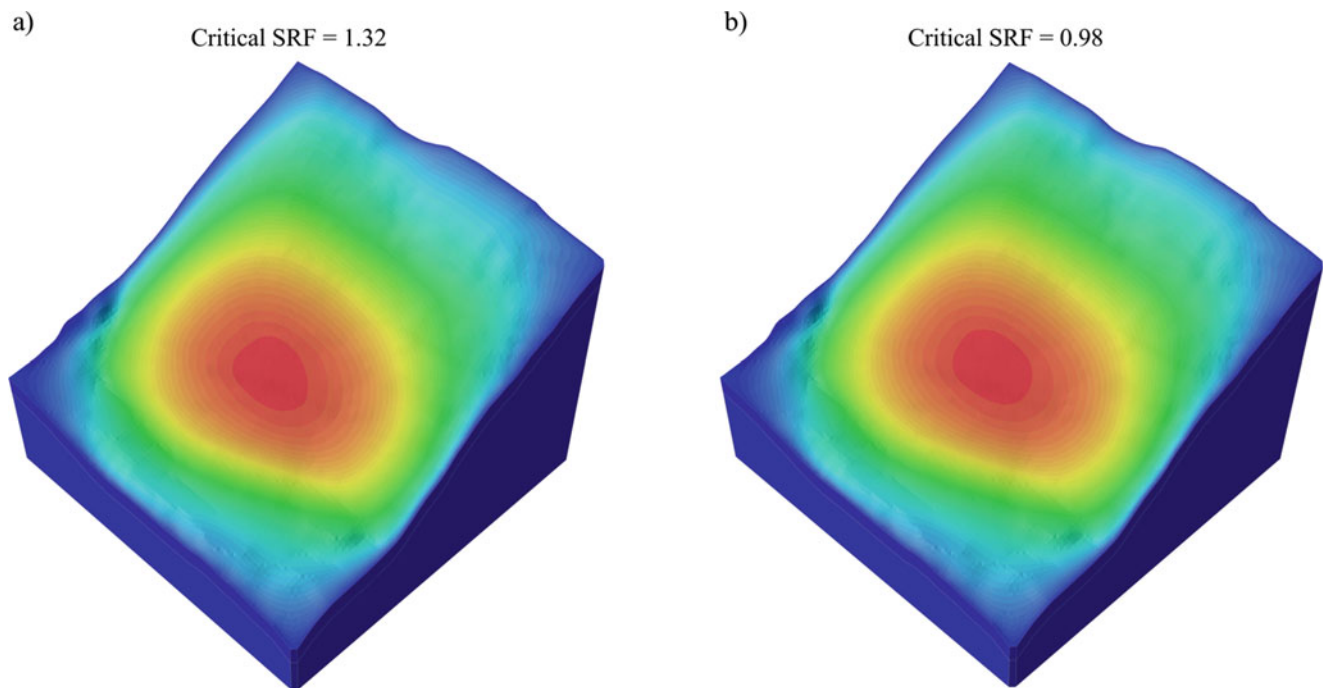 a)
Critical SRF = 1.32
b)
Critical SRF = 0.98